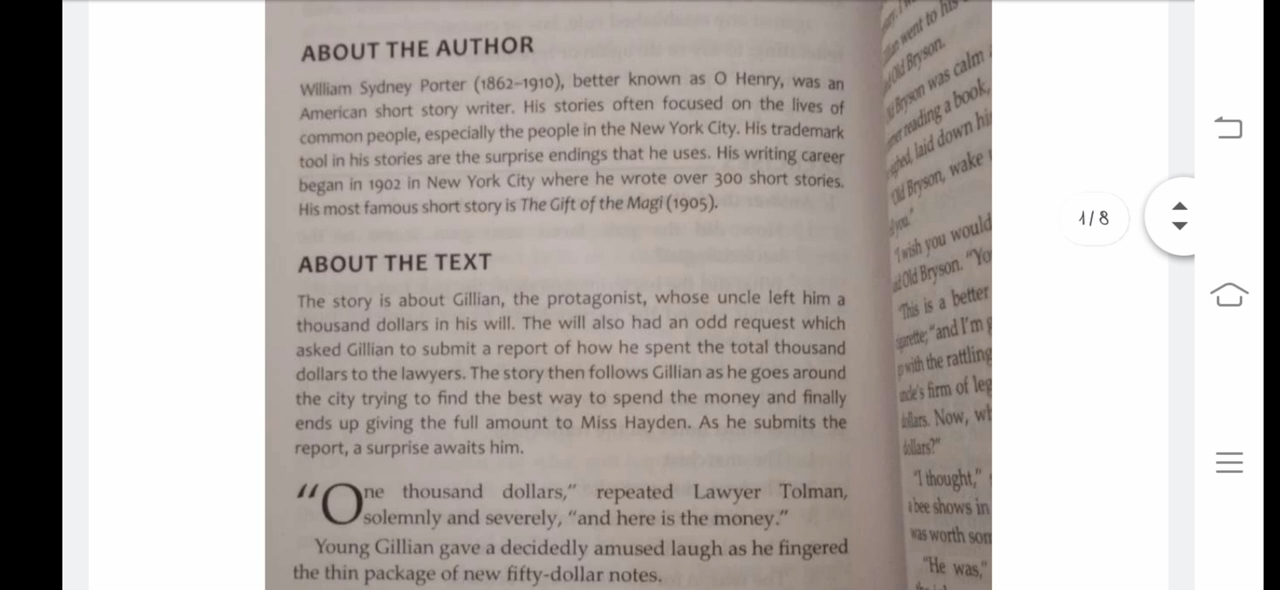 ABOUT THE AUTHOR
William Sydney Porter (1862–1910), better known as O Henry, was an
American short story writer. His stories often focused on the lives of
common people, especially the people in the New York City. His trademark
tool in his stories are the surprise endings that he uses. His writing career
began in 1902 in New York City where he wrote over 300 short stories.
His most famous short story is The Gift of the Magi (1905).
ABOUT THE TEXT
The story is about Gillian, the protagonist, whose uncle left him a
thousand dollars in his will. The will also had an odd request which
asked Gillian to submit a report of how he spent the total thousand
dollars to the lawyers. The story then follows Gillian as he goes around
the city trying to find the best way to spend the money and finally
ends up giving the full amount to Miss Hayden. As he submits the
report, a surprise awaits him.
“One thousand dollars,” repeated Lawyer Tolman,
solemnly and severely, “and here is the money.”
Young Gillian gave a decidedly amused laugh as he fingered
the thin package of new fifty-dollar notes.
went to his
Old Bryson.
Bryson was calm
reading a book,
laid down
Old Bryson, wake
you.”
“I wish you would
Old Bryson. “Yo
“This is a better
“and I’m
with the rattling
firm of
Now,
dollars?”
“I thought,”
a bee shows in
was worth
“He was,”
1/8